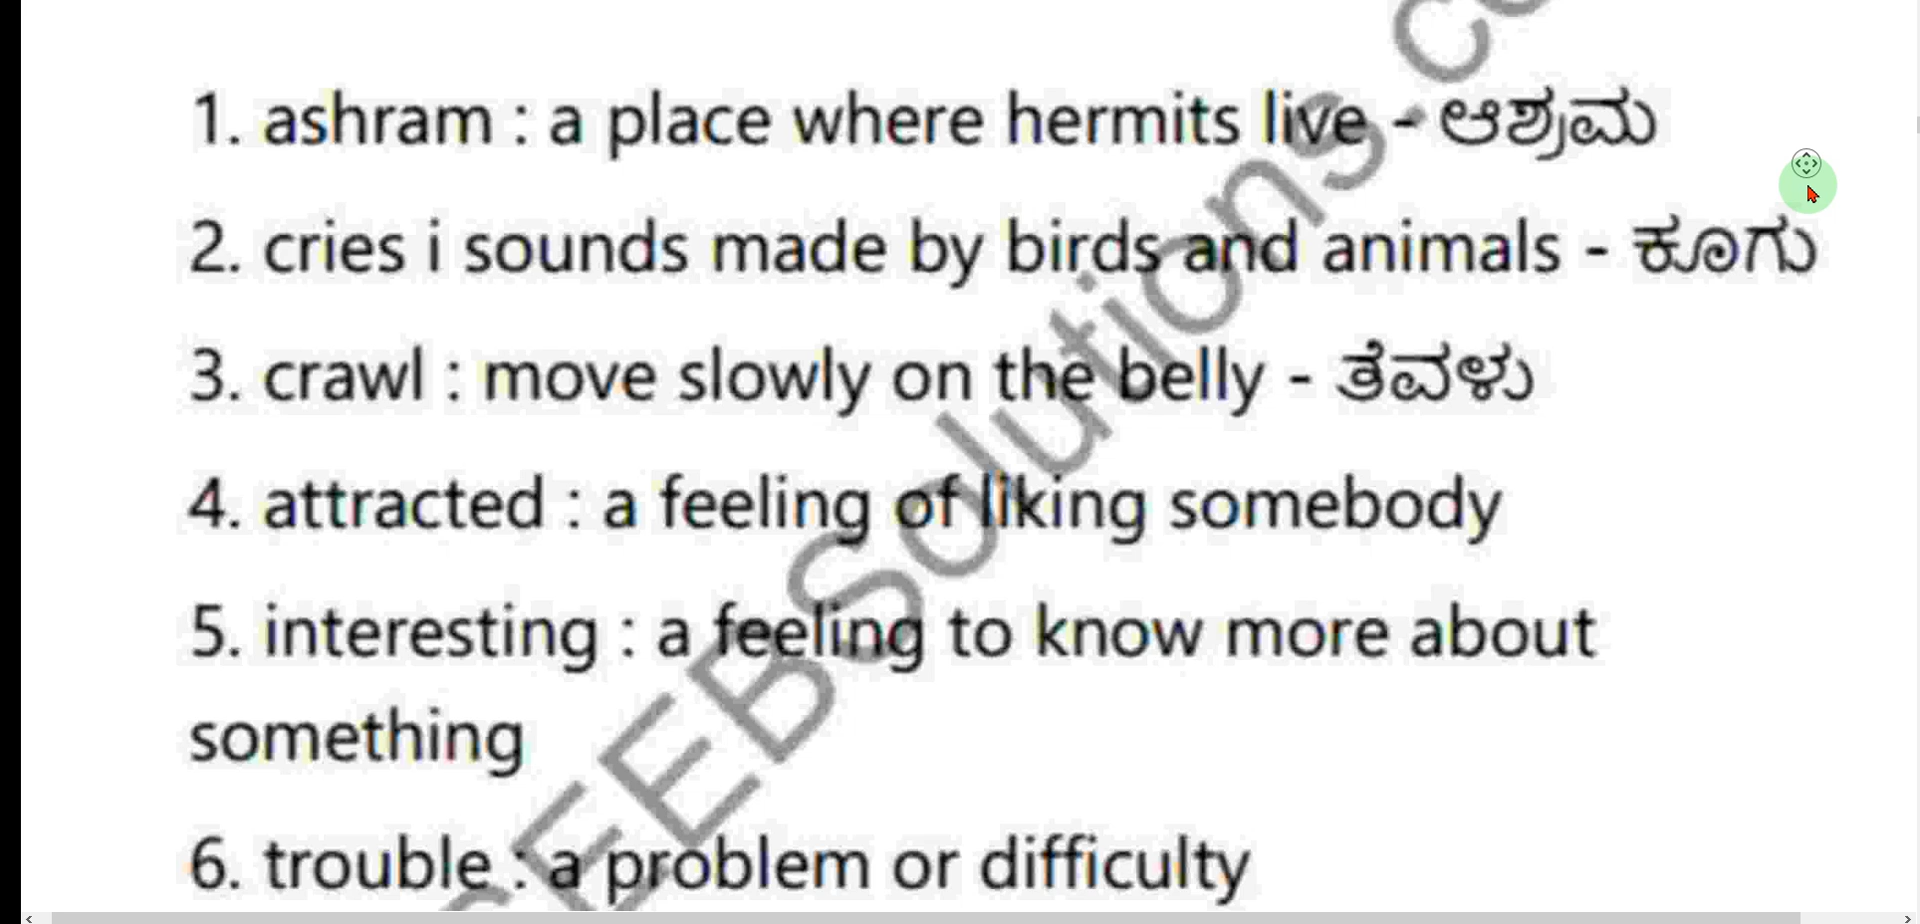 1. ashram : a place where hermits live - ಆಶ್ರಮ
2. cries i sounds made by birds and animals - ಕೂಗು
3. crawl : move slowly on the belly - ತೆವಳು
4. attracted : a feeling of liking somebody
5. interesting : a feeling to know more about
something
6. trouble : a problem or difficulty